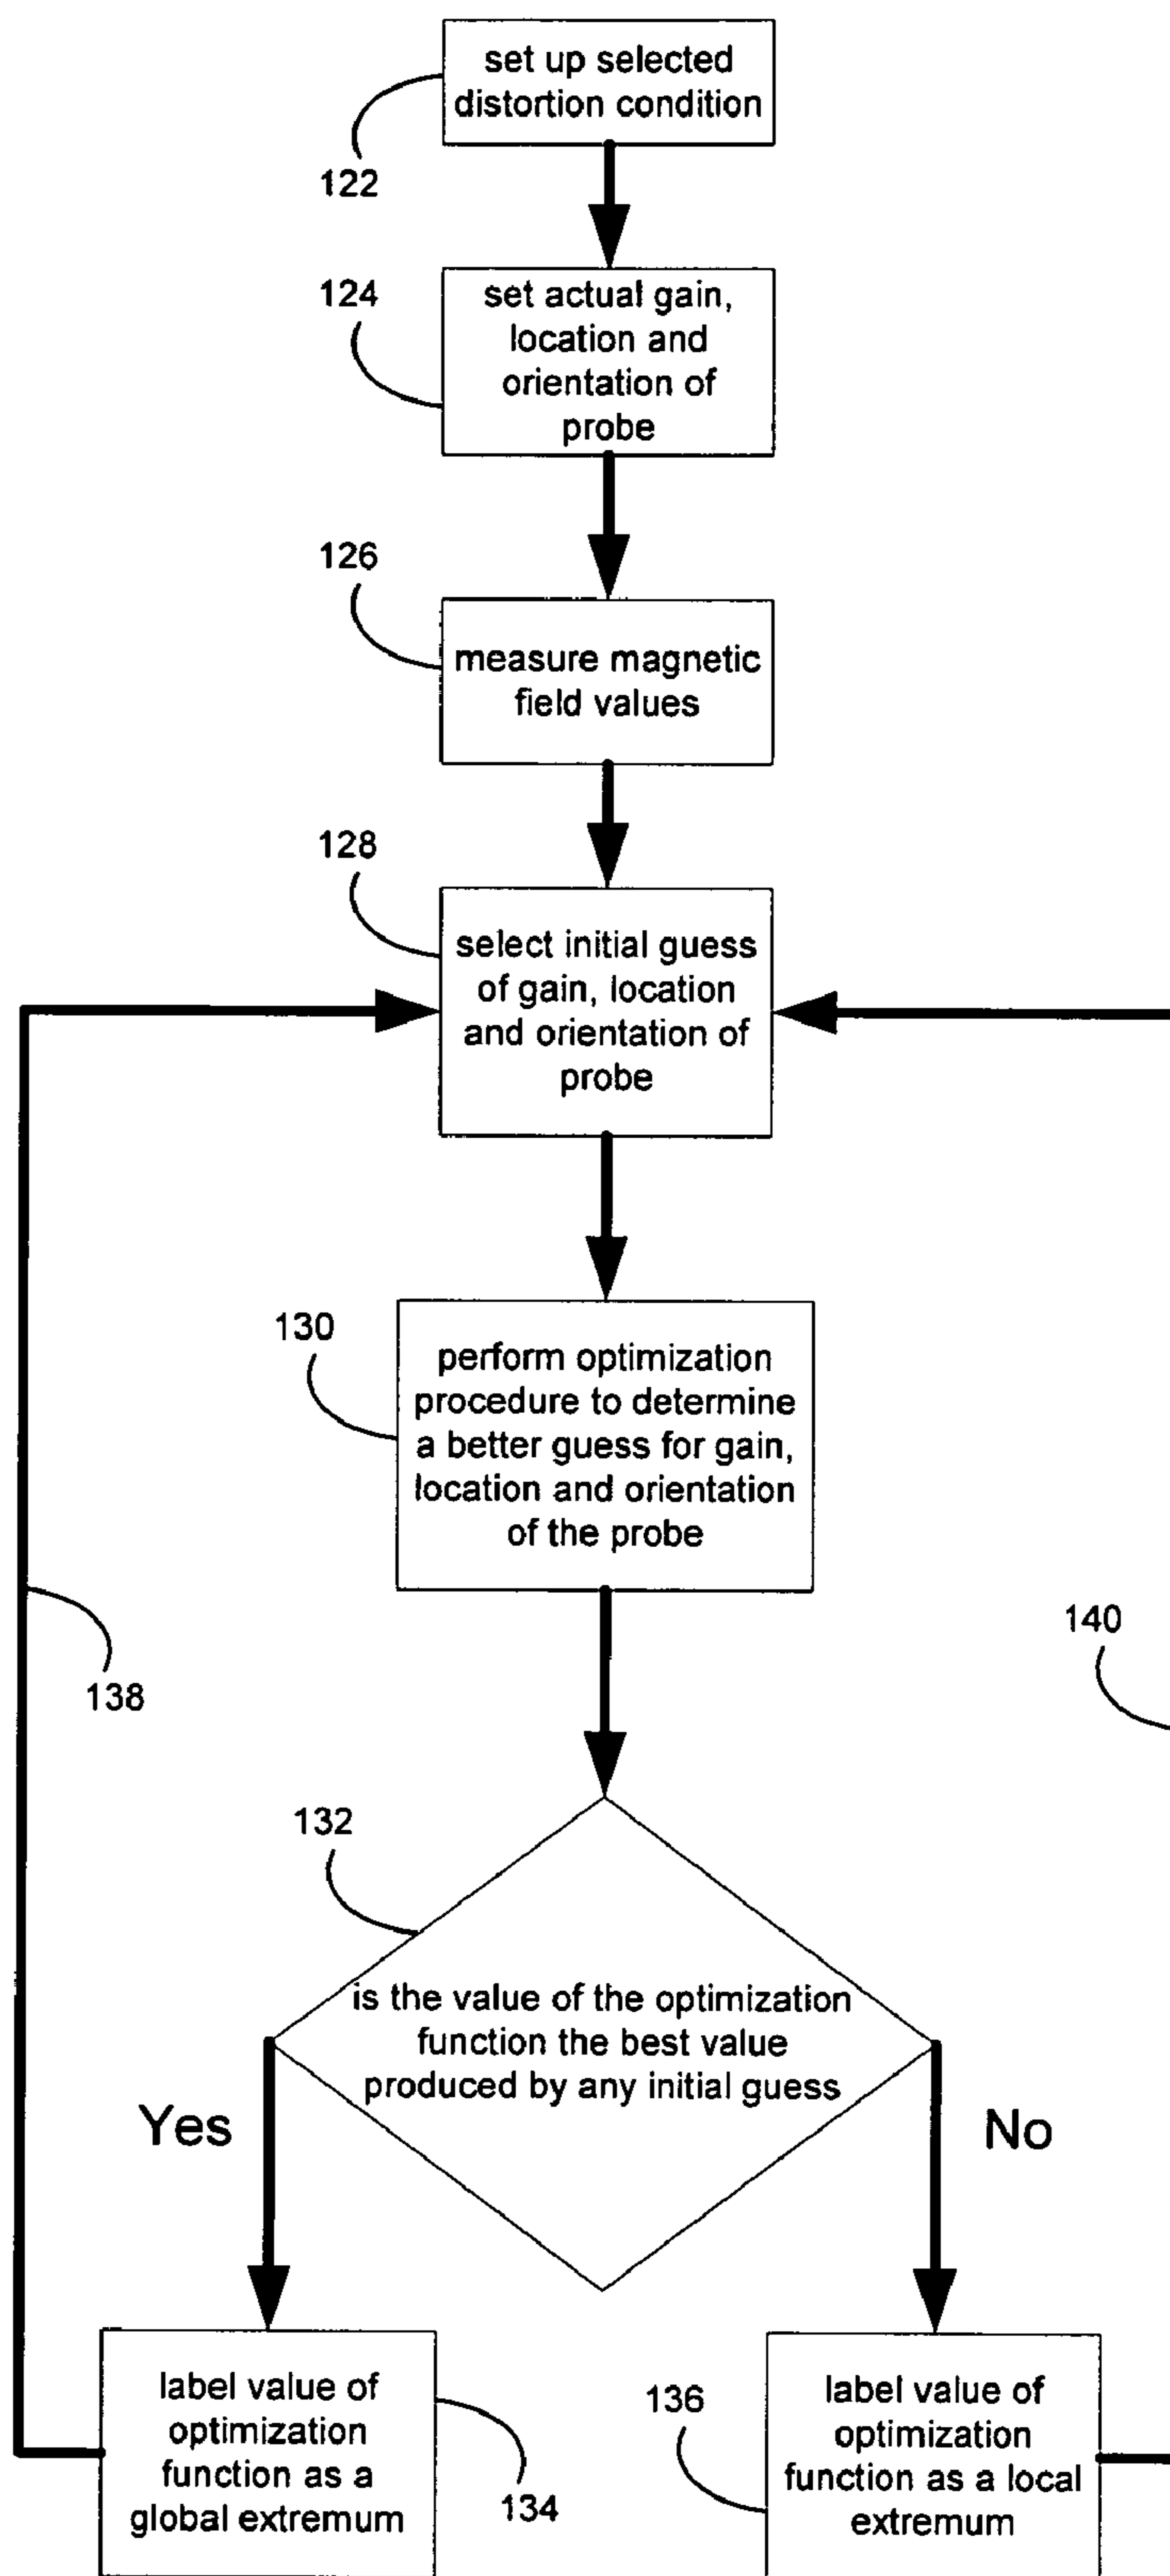 set up selected
distortion condition
122
124
set actual gain,
location and
orientation of
probe
126
measure magnetic
field values
128
select initial guess
of gain, location
and orientation of
probe
130
perform optimization
procedure to determine
a better guess for gain,
location and orientation
of the probe
140
138
132
is the value of the optimization
function the best value
produced by any initial guess
Yes
No
label value of
optimization
function as a
global extremum
134
136
label value of
optimization
function as a local
extremum